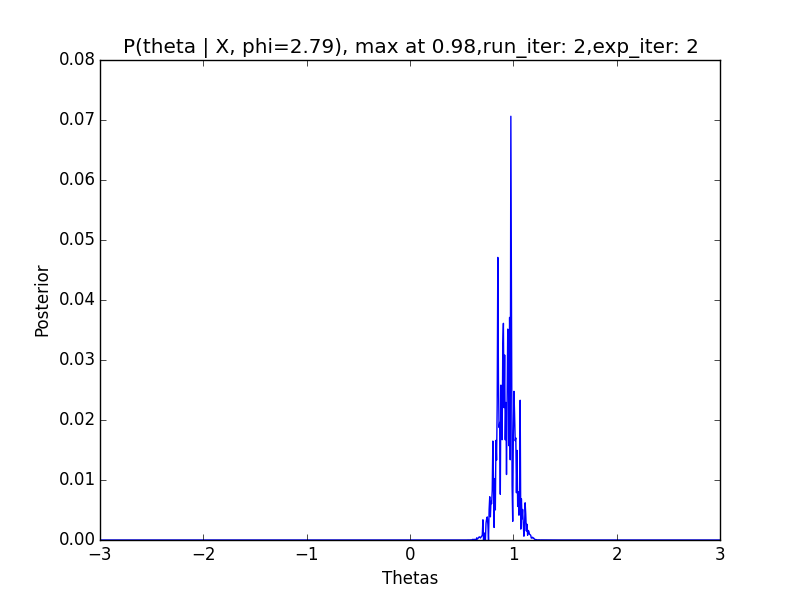 P(theta | X, phi=2.79), max at 0.98,run_iter: 2,exp_iter: 2
0.08
0.07
0.06
0.05
0.04
0.03
0.02
0.01
0.00
Posterior
−3 −2 −1 0 1 2 3
Thetas